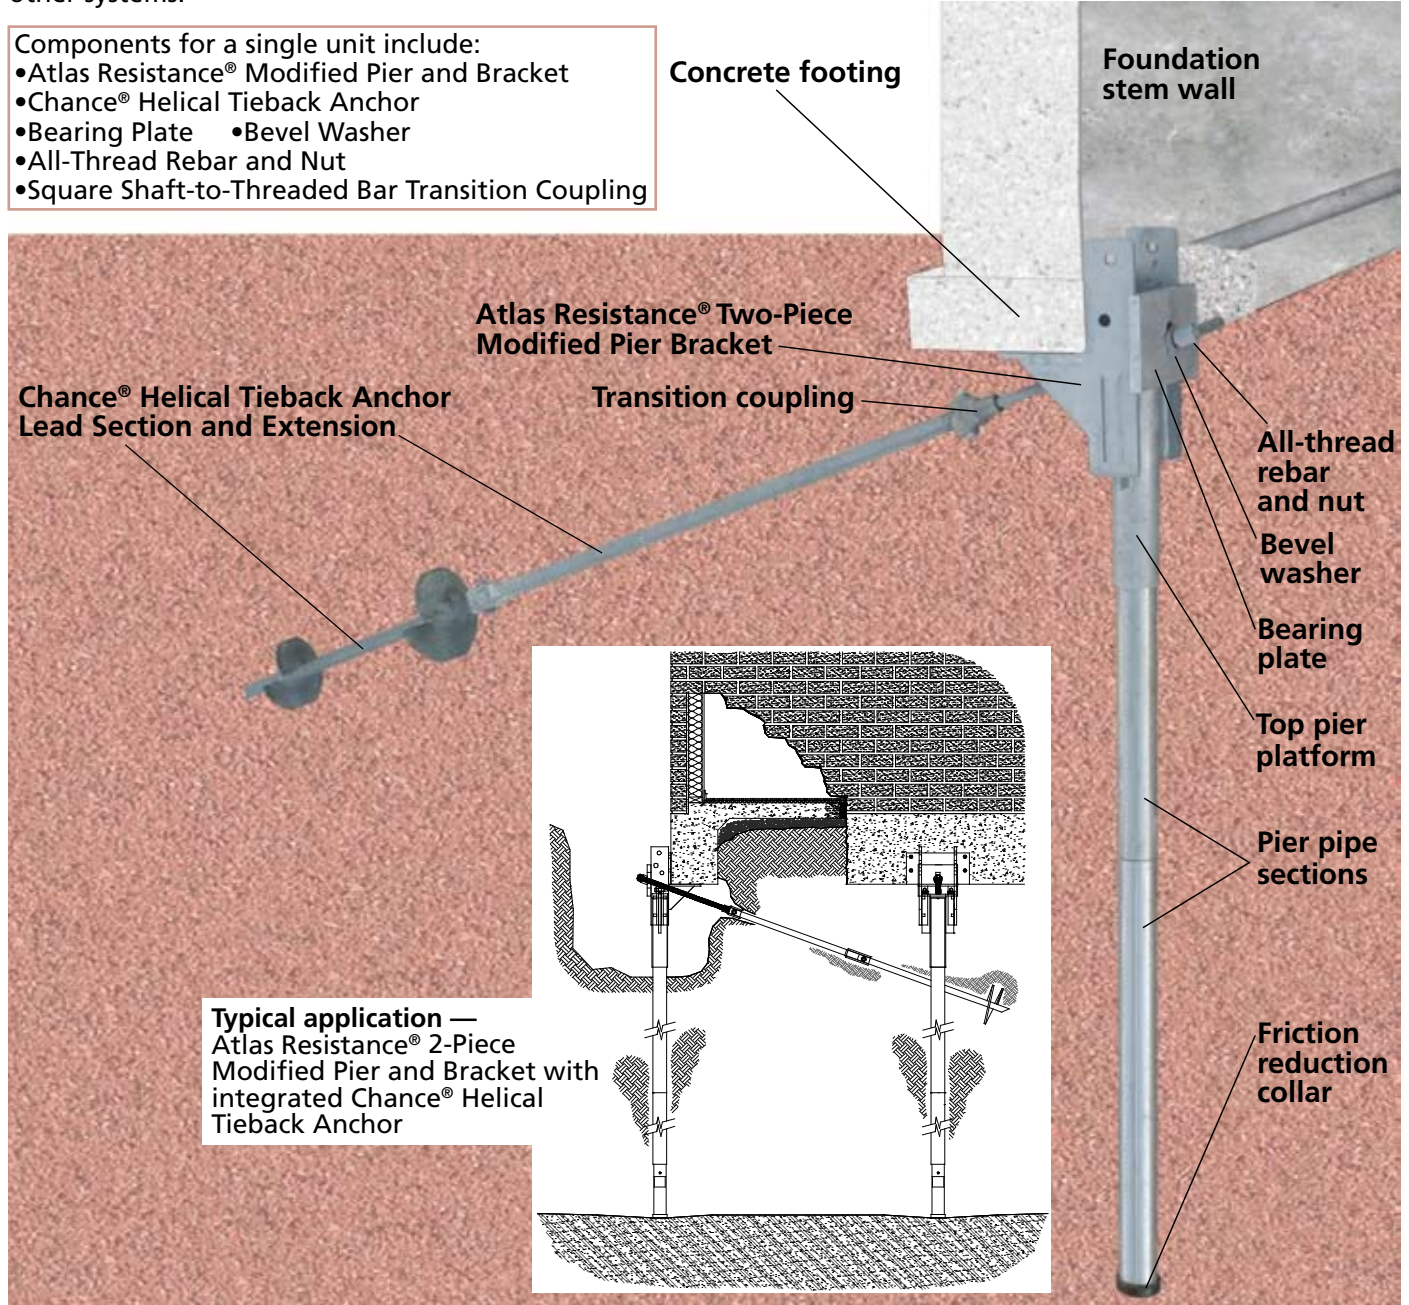 other systems.
Components for a single unit include:
•Atlas Resistance® Modified Pier and Bracket
•Chance® Helical Tieback Anchor
•Bearing Plate •Bevel Washer
•All-Thread Rebar and Nut
•Square Shaft-to-Threaded Bar Transition Coupling
Concrete footing
Foundation
stem wall
Atlas Resistance® Two-Piece
Modified Pier Bracket
Transition coupling
Chance® Helical Tieback Anchor
Lead Section and Extension
All-thread
rebar
and nut
Bevel
washer
Bearing
plate
Top pier
platform
Pier pipe
sections
Friction
reduction
collar
Typical application —
Atlas Resistance® 2-Piece
Modified Pier and Bracket with
integrated Chance® Helical
Tieback Anchor